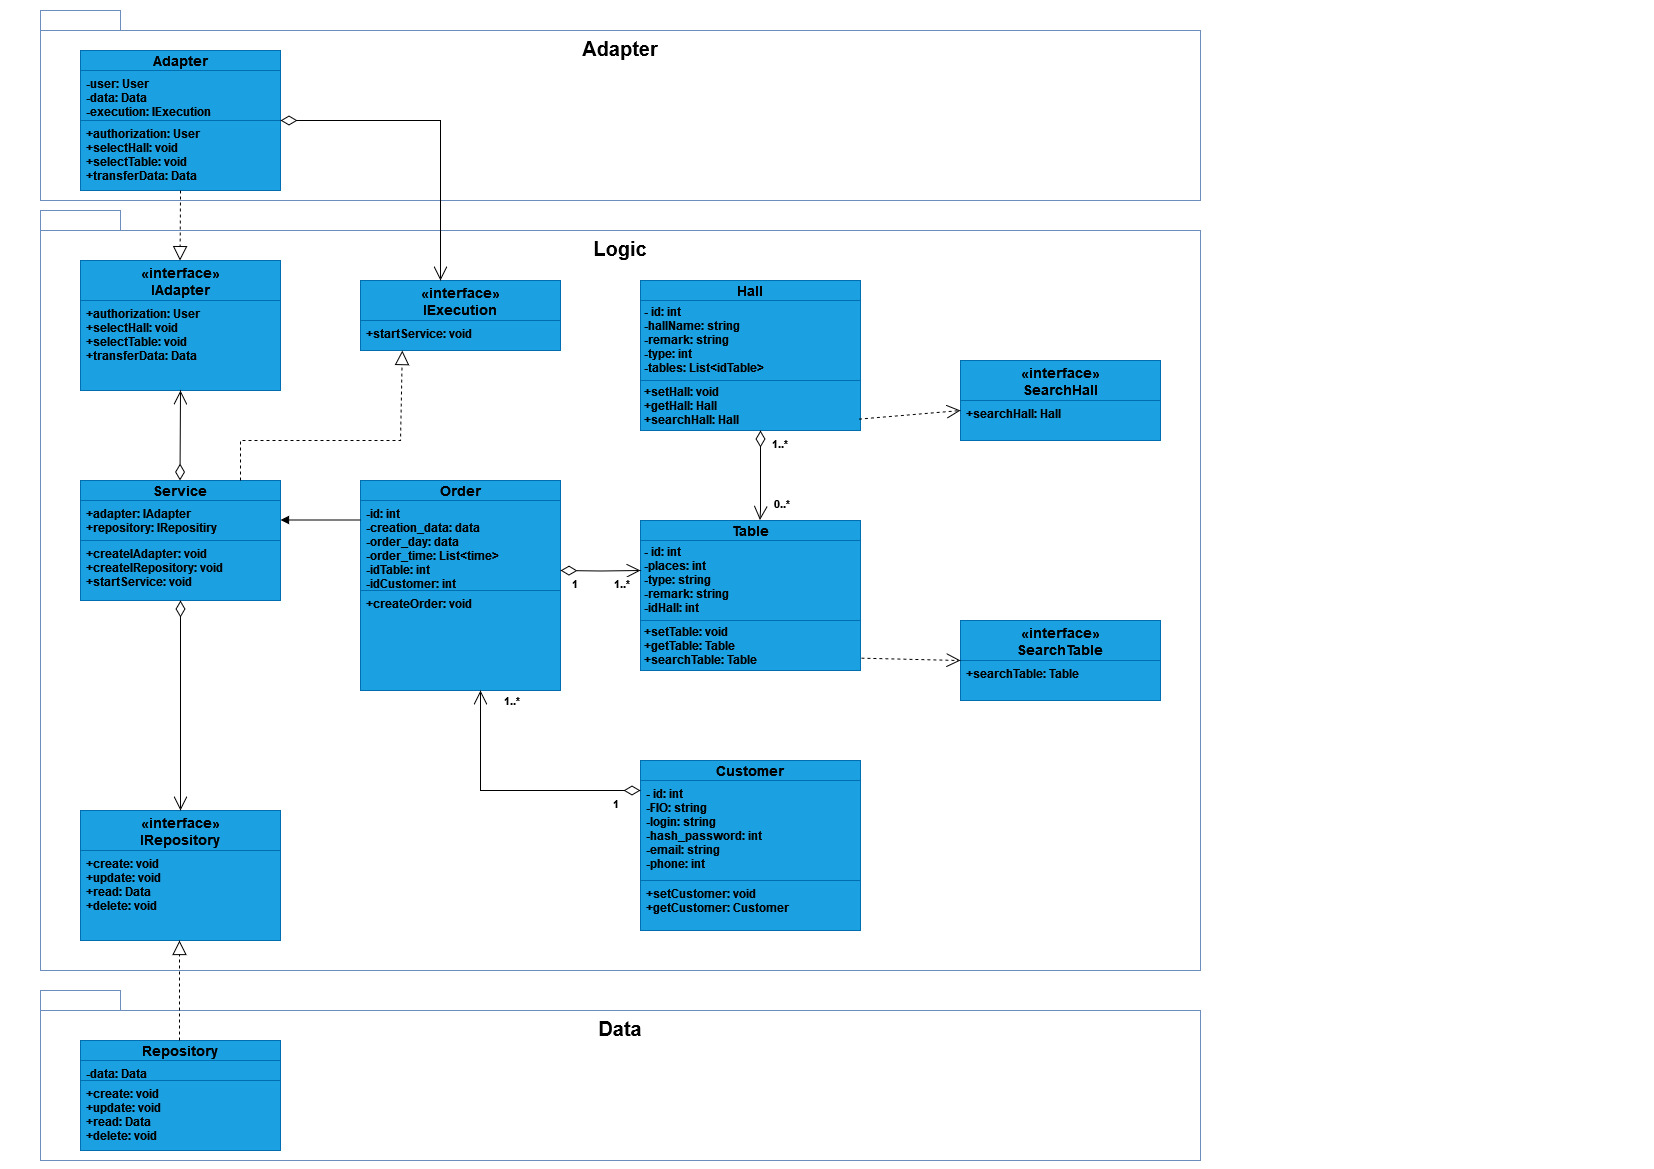 Adapter
Adapter
-user: User
-data: Data
-execution: IExecution
+authorization: User
+selectHall: void
+selectTable: void
+transferData: Data
Logic
«interface»
IAdapter
+authorization: User
+selectHall: void
+selectTable: void
+transferData: Data
«interface»
IExecution
+startService: void
Hall
- id: int
-hallName: string
-remark: string
-type: int
-tables: List<idTable>
+setHall: void
+getHall: Hall
+searchHall: Hall
«interface»
SearchHall
+searchHall: Hall
1..*
0..*
Service
+adapter: IAdapter
+repository: IRepositiry
+createIAdapter: void
+createIRepository: void
+startService: void
Order
-id: int
-creation_data: data
-order_day: data
-order_time: List<time>
-idTable: int
-idCustomer: int
+createOrder: void
1
1..*
Table
- id: int
-places: int
-type: string
-remark: string
-idHall: int
+setTable: void
+getTable: Table
+searchTable: Table
«interface»
SearchTable
+searchTable: Table
1..*
1
Customer
- id: int
-FIO: string
-login: string
-hash_password: int
-email: string
-phone: int
+setCustomer: void
+getCustomer: Customer
«interface»
IRepository
+create: void
+update: void
+read: Data
+delete: void
Data
Repository
-data: Data
+create: void
+update: void
+read: Data
+delete: void